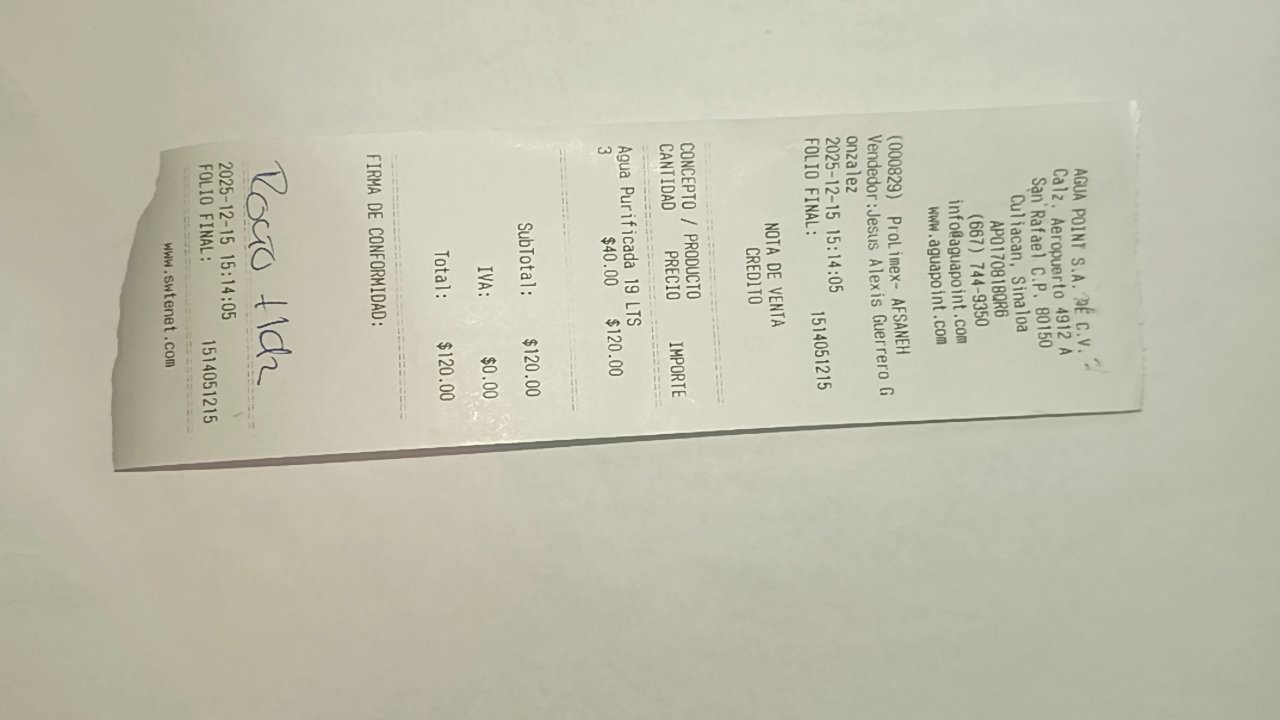 AGUA POINT S.A. DE C.V.
Calz. Aeropuerto 4912 A
San Rafael C.P. 80150
Culiacan, Sinaloa
APO170818QR6
(667) 744-9350
info@aguapoint.com
www.aguapoint.com
(000829) ProLimex- AFSANEH
Vendedor:Jesus Alexis Guerrero G
onzalez
2025-12-15 15:14:05
FOLIO FINAL: 1514051215
NOTA DE VENTA
CREDITO
CONCEPTO / PRODUCTO
CANTIDAD PRECIO IMPORTE
Agua Purificada 19 LTS
3 $40.00 $120.00
SubTotal: $120.00
IVA: $0.00
Total: $120.00
FIRMA DE CONFORMIDAD:
Rocio
2025-12-15 15:14:05
FOLIO FINAL: 1514051215
www.swtenet.com